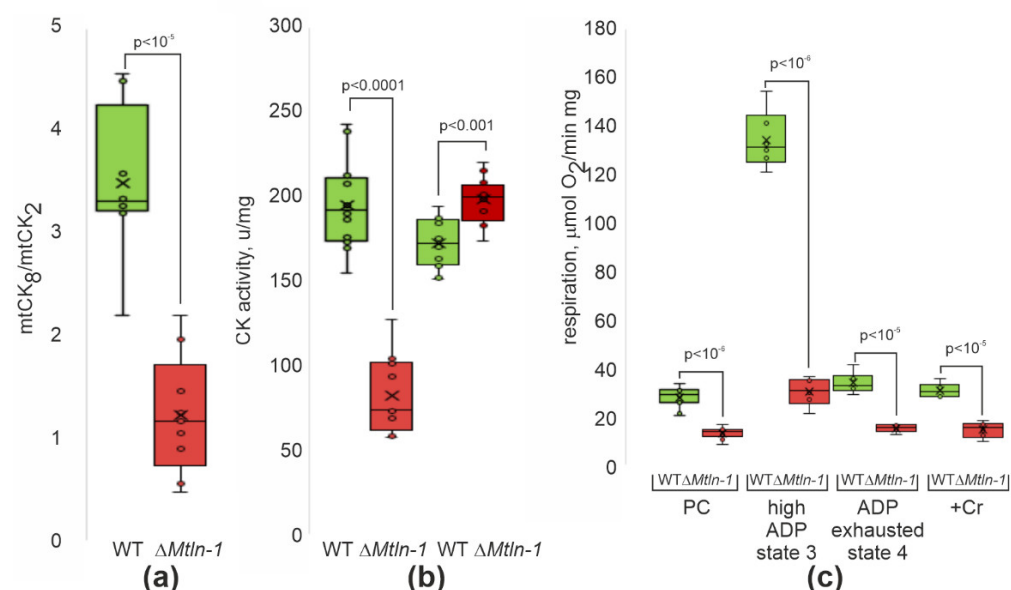 5
4
3
2
1
0
mtCK8/mtCK2
p<10-5
WT ΔMtln-1
(a)
300
250
200
150
100
50
0
CK activity, u/mg
p<0.0001
p<0.001
WT ΔMtln-1 WT ΔMtln-1
(b)
180
160
140
120
100
80
60
40
20
0
respiration, μmol O2/min mg
p<10-6
p<10-6
p<10-5
p<10-5
WTΔMtln-1 WTΔMtln-1 WTΔMtln-1 WTΔMtln-1
PC
high
ADP
state 3
ADP
exhausted
state 4
+Cr
(c)